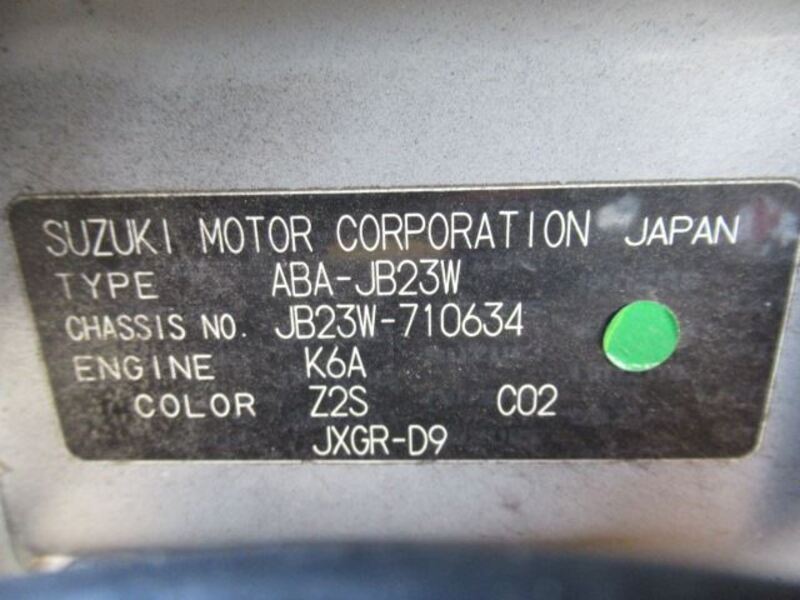 SUZUKI MOTOR CORPORATION JAPAN
TYPE ABA-JB23W
CHASSIS NO. JB23W-710634
ENGINE K6A
COLOR Z2S C02
JXGR-D9